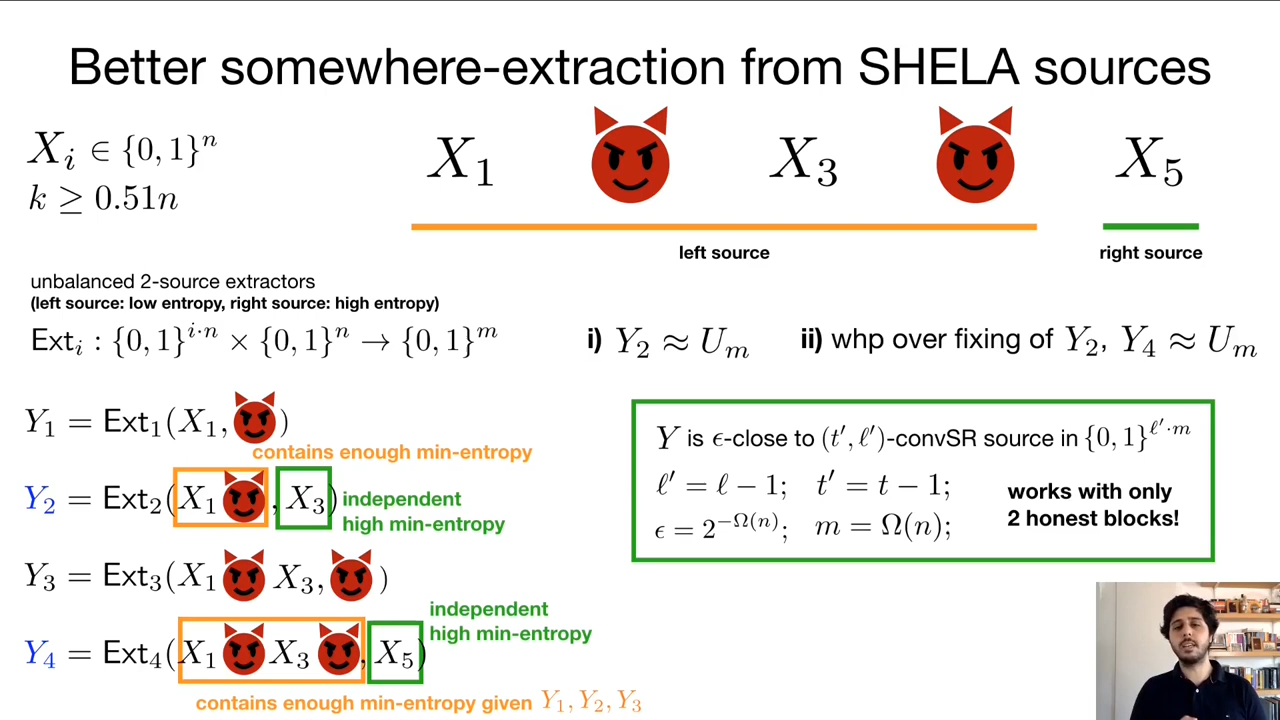 Better somewhere-extraction from SHELA sources
X_i ∈ {0,1}^n
k ≥ 0.51n
X_1 X_3 X_5
left source
right source
unbalanced 2-source extractors
(left source: low entropy, right source: high entropy)
Ext_i : {0,1}^{i·n} × {0,1}^n → {0,1}^m
i) Y_2 ≈ U_m
ii) whp over fixing of Y_2, Y_4 ≈ U_m
Y_1 = Ext_1(X_1, )
contains enough min-entropy
Y_2 = Ext_2(X_1 , X_3)
independent
high min-entropy
Y_3 = Ext_3(X_1 X_3, )
Y_4 = Ext_4(X_1 X_3 , X_5)
independent
high min-entropy
contains enough min-entropy given Y_1, Y_2, Y_3
Y is ϵ-close to (t′, ℓ′)-convSR source in {0,1}^{ℓ′·m}
ℓ′ = ℓ − 1; t′ = t − 1;
ϵ = 2^{−Ω(n)}; m = Ω(n);
works with only
2 honest blocks!